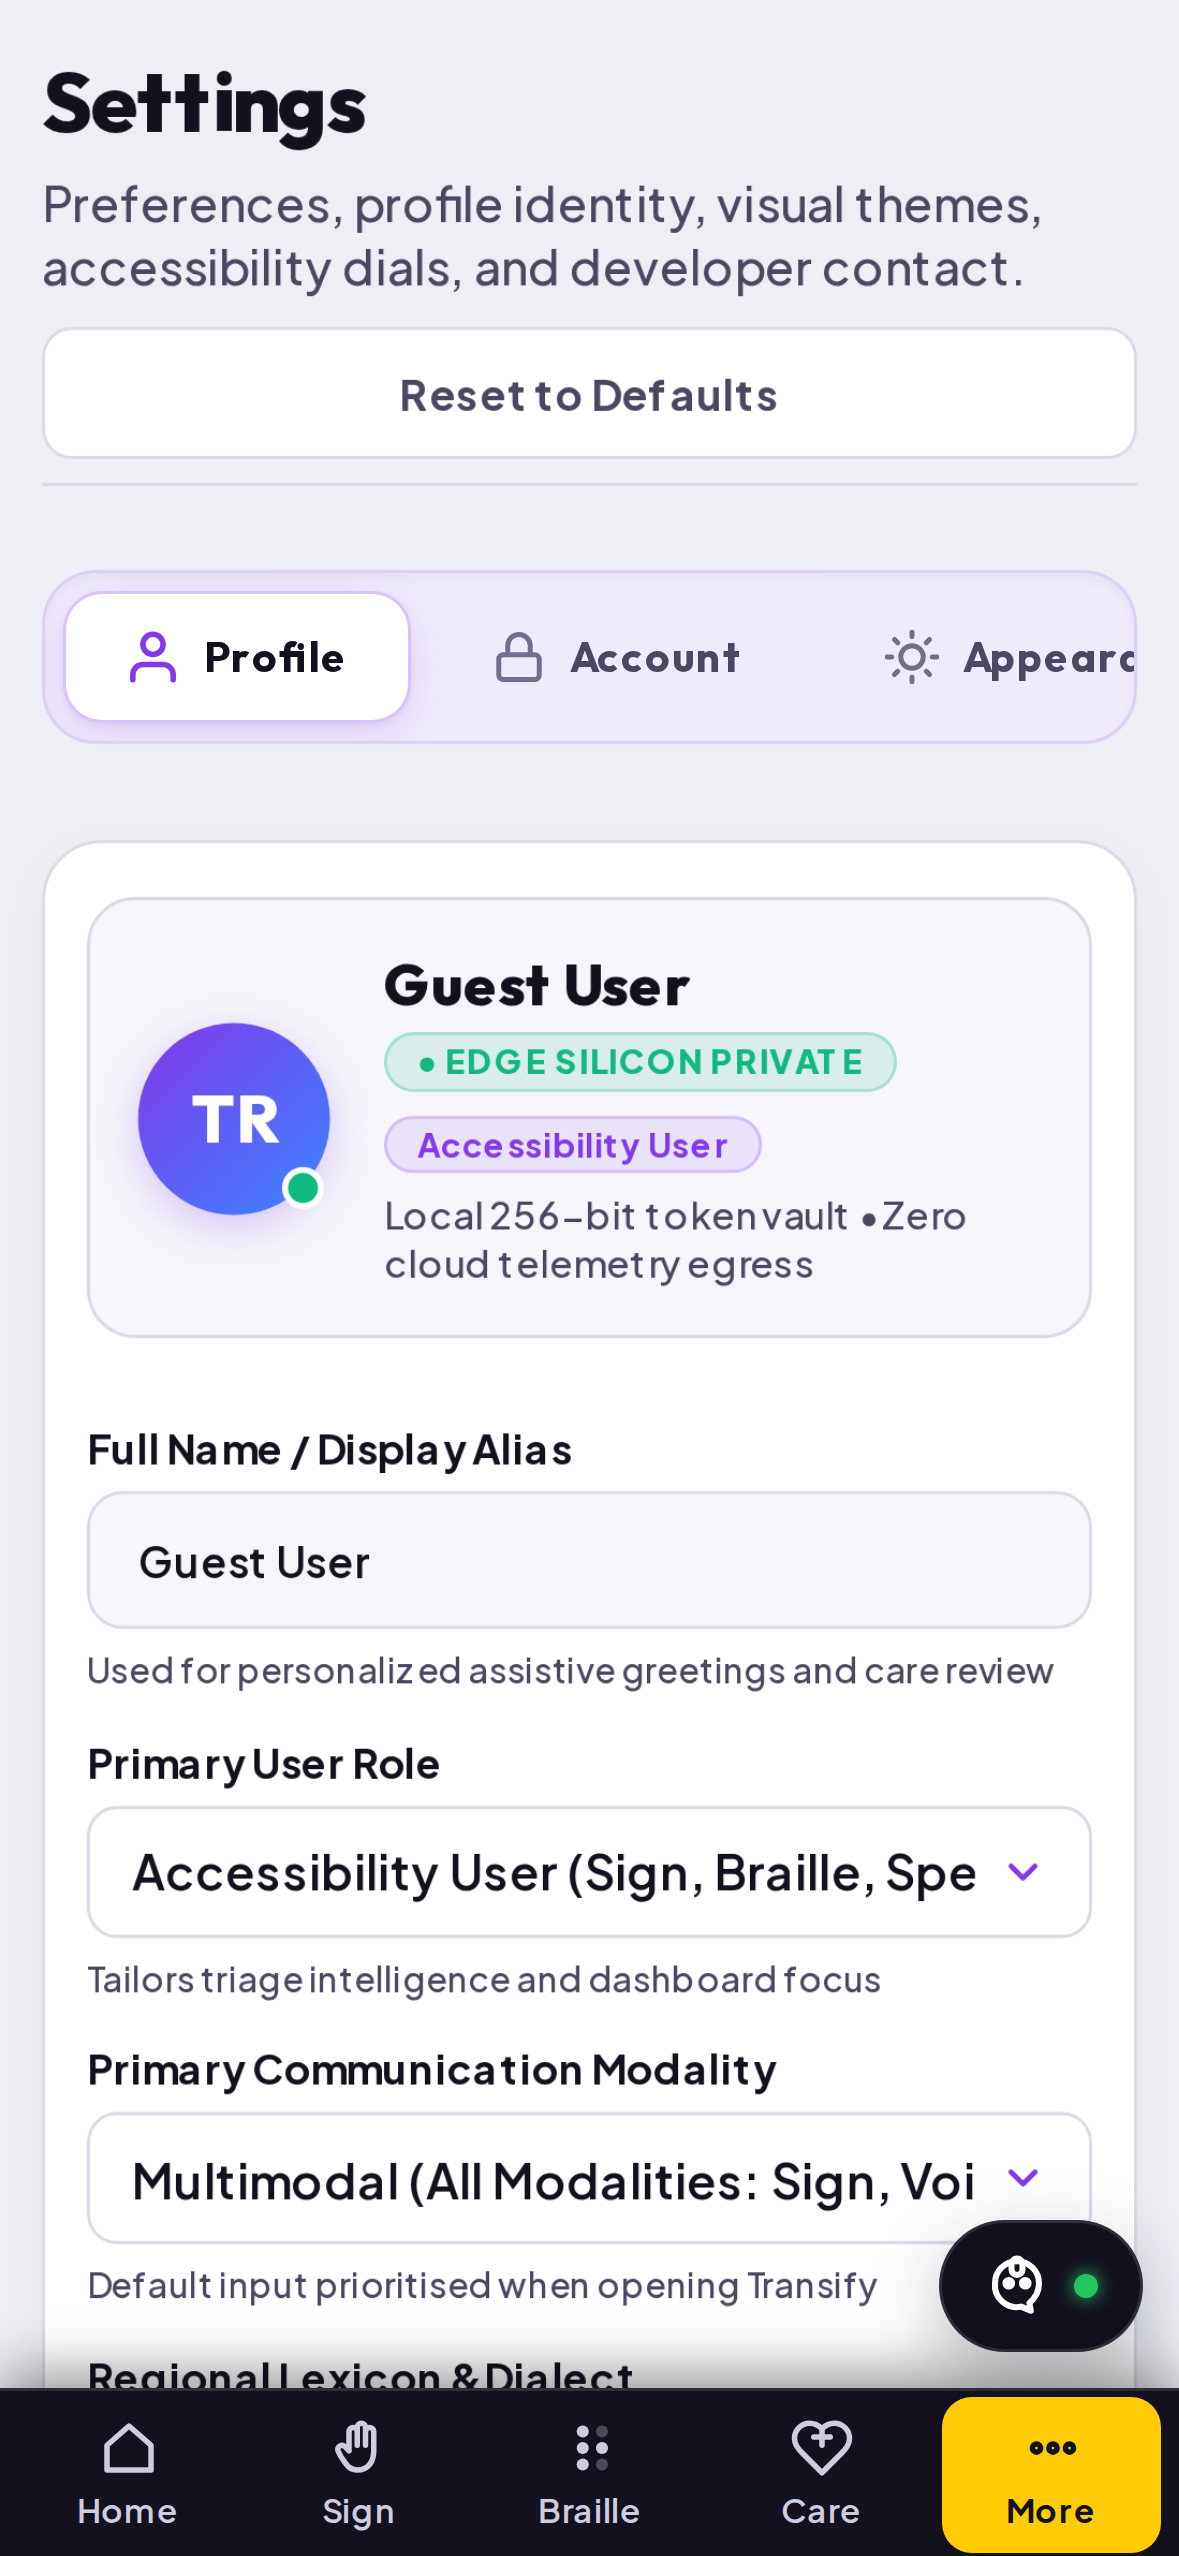 Settings
Preferences, profile identity, visual themes,
accessibility dials, and developer contact.
Reset to Defaults
Profile
Account
Appeara
Guest User
• EDGE SILICON PRIVATE
TR
Accessibility User
Local 256-bit token vault • Zero
cloud telemetry egress
Full Name / Display Alias
Guest User
Used for personalized assistive greetings and care review
Primary User Role
Accessibility User (Sign, Braille, Spe
Tailors triage intelligence and dashboard focus
Primary Communication Modality
Multimodal (All Modalities: Sign, Voi
Default input prioritised when opening Transify
Regional Lexicon & Dialect
Home
Sign
Braille
Care
More